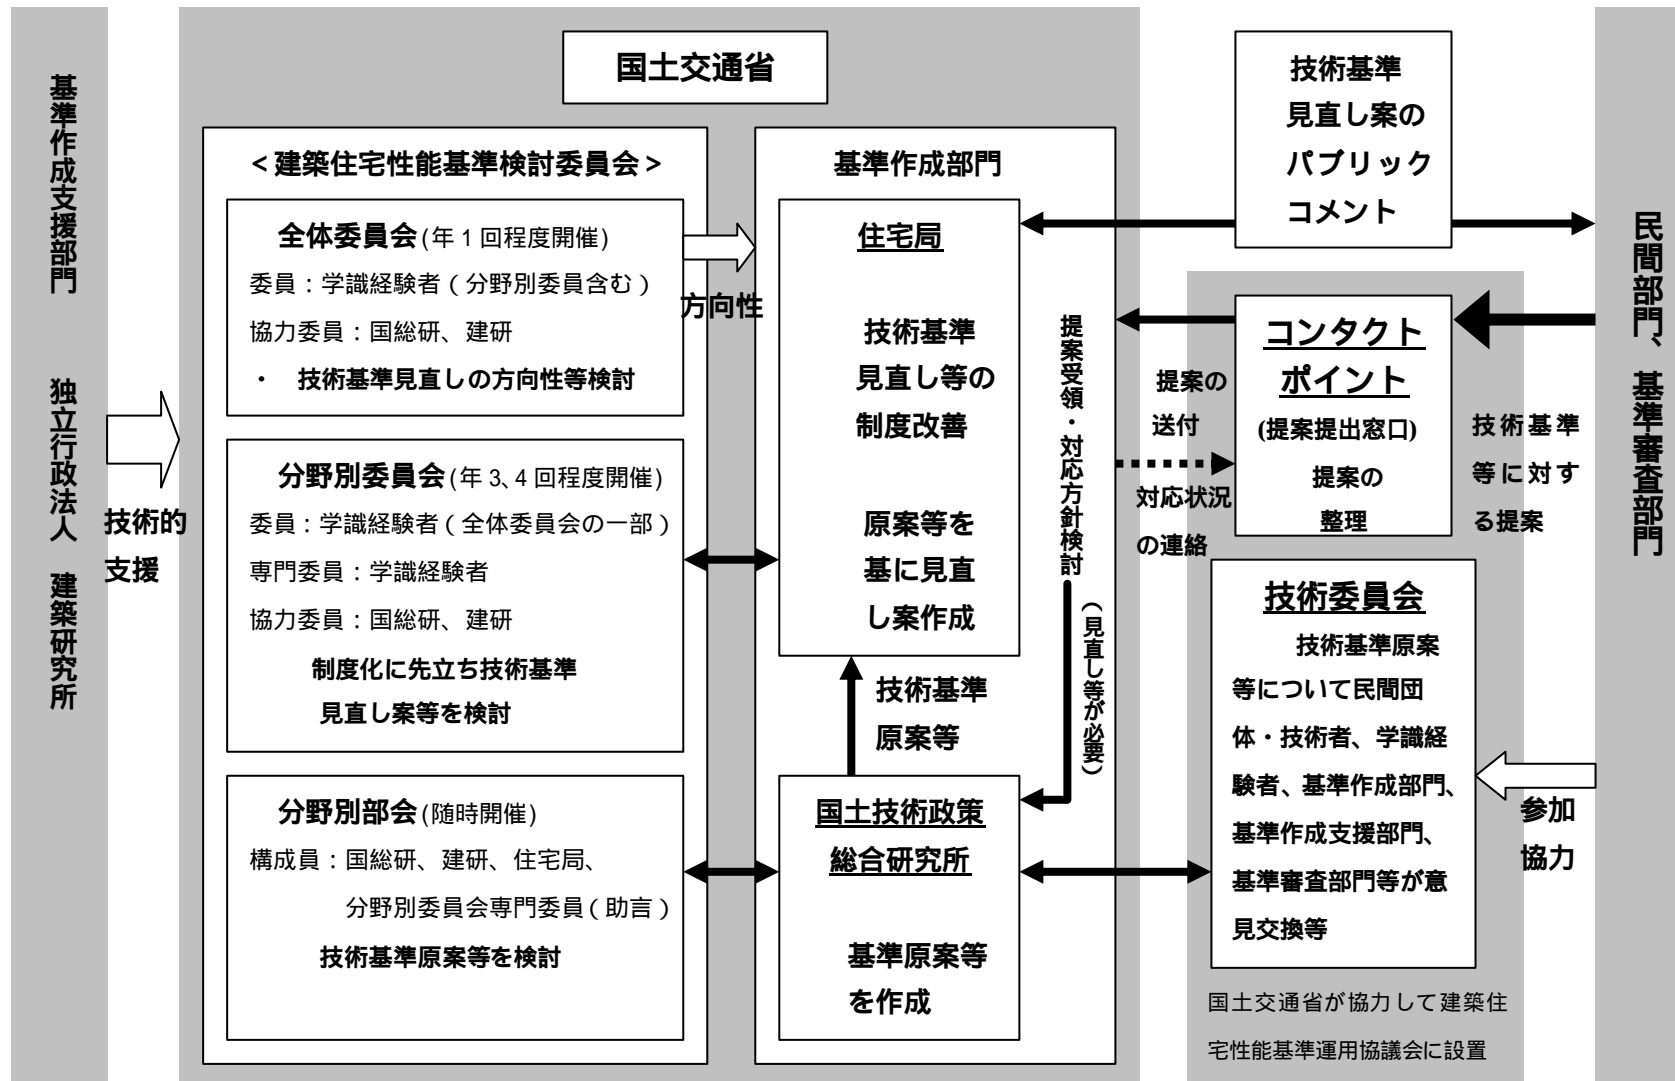 基準作成支援部門　独立行政法人　建築研究所
技術的
支援
国土交通省
<建築住宅性能基準検討委員会>
全体委員会(年1回程度開催)
委員：学識経験者（分野別委員含む）
協力委員：国総研、建研
・　技術基準見直しの方向性等検討
方向性
分野別委員会(年3、4回程度開催)
委員：学識経験者（全体委員会の一部）
専門委員：学識経験者
協力委員：国総研、建研
制度化に先立ち技術基準
見直し案等を検討
分野別部会(随時開催)
構成員：国総研、建研、住宅局、
分野別委員会専門委員（助言）
技術基準原案等を検討
基準作成部門
住宅局
技術基準
見直し等の
制度改善
原案等を
基に見直
し案作成
技術基準
原案等
国土技術政策
総合研究所
基準原案等
を作成
提案受領・対応方針検討
（見直し等が必要）
技術基準
見直し案の
パブリック
コメント
提案の
送付
対応状況
の連絡
コンタクト
ポイント
(提案提出窓口)
提案の
整理
技術基準
等に対す
る提案
技術委員会
技術基準原案
等について民間団
体・技術者、学識経
験者、基準作成部門、
基準作成支援部門、
基準審査部門等が意
見交換等
参加
協力
国土交通省が協力して建築住
宅性能基準運用協議会に設置
民間部門、基準審査部門